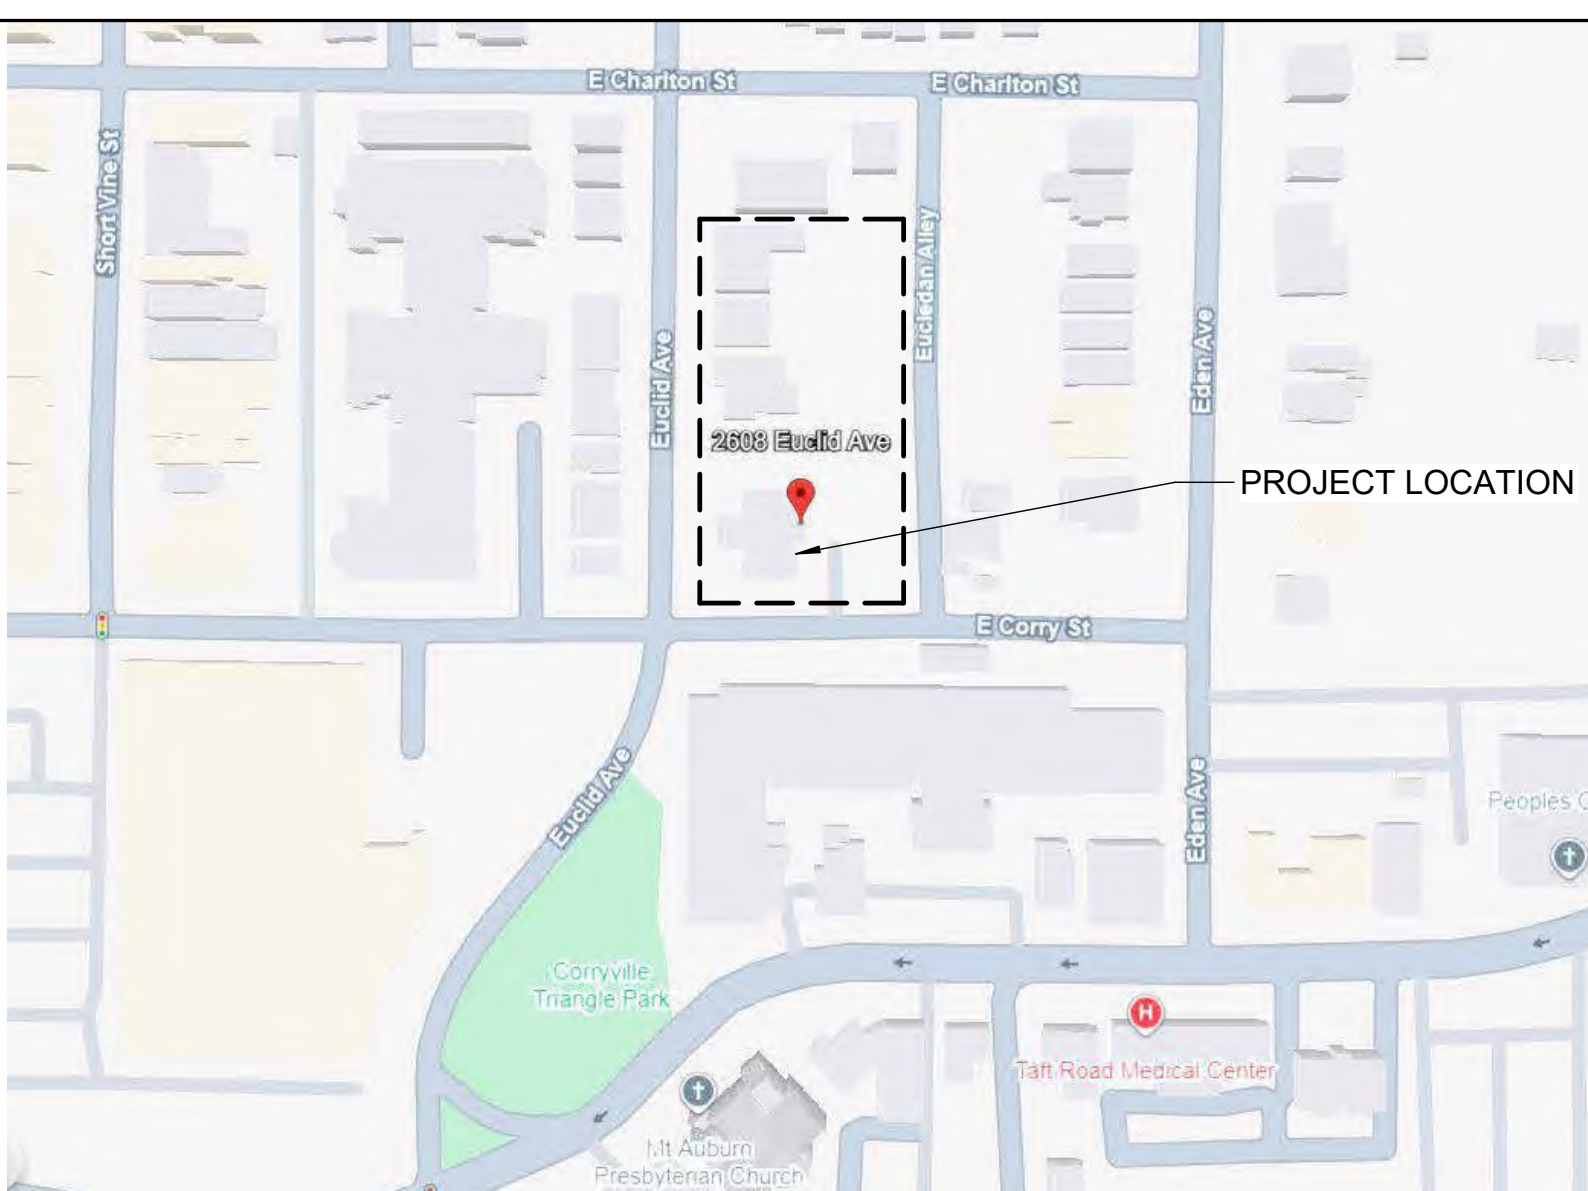 E Charlton St
E Charlton St
Short Vine St
Eucledan Alley
Euclid Ave
Eden Ave
2608 Euclid Ave
PROJECT LOCATION
E Corry St
Euclid Ave
Eden Ave
Peoples C
Corryville
Triangle Park
H
Taft Road Medical Center
Mt Auburn
Presbyterian Church